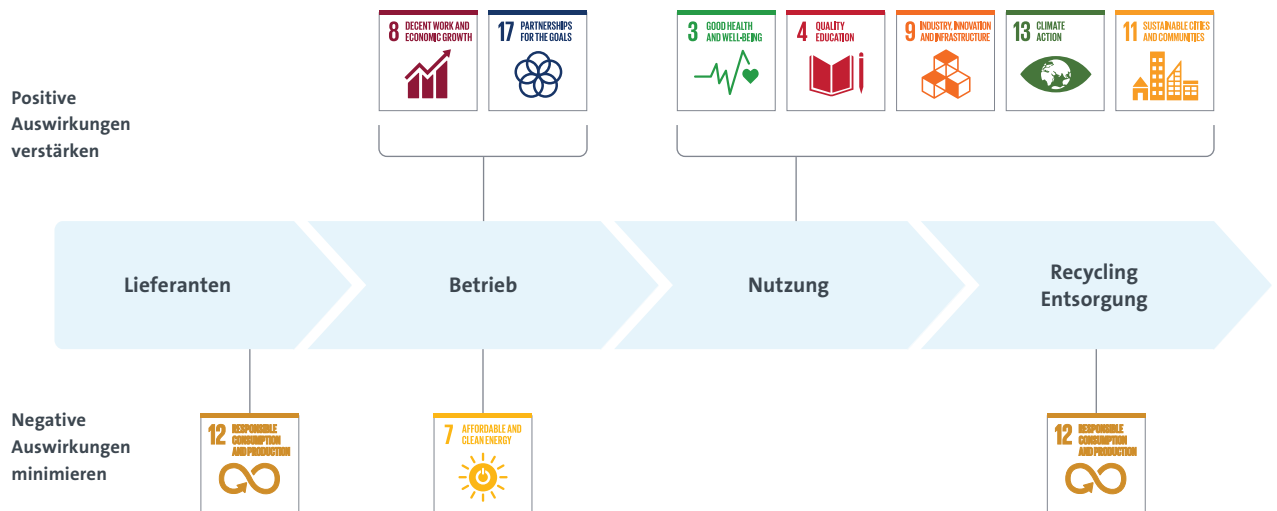 8 DECENT WORK AND
ECONOMIC GROWTH
17 PARTNERSHIPS
FOR THE GOALS
3 GOOD HEALTH
AND WELL-BEING
4 QUALITY
EDUCATION
9 INDUSTRY, INNOVATION
AND INFRASTRUCTURE
13 CLIMATE
ACTION
11 SUSTAINABLE CITIES
AND COMMUNITIES
Positive
Auswirkungen
verstärken
Lieferanten
Betrieb
Nutzung
Recycling
Entsorgung
Negative
Auswirkungen
minimieren
12 RESPONSIBLE
CONSUMPTION
AND PRODUCTION
7 AFFORDABLE AND
CLEAN ENERGY
12 RESPONSIBLE
CONSUMPTION
AND PRODUCTION